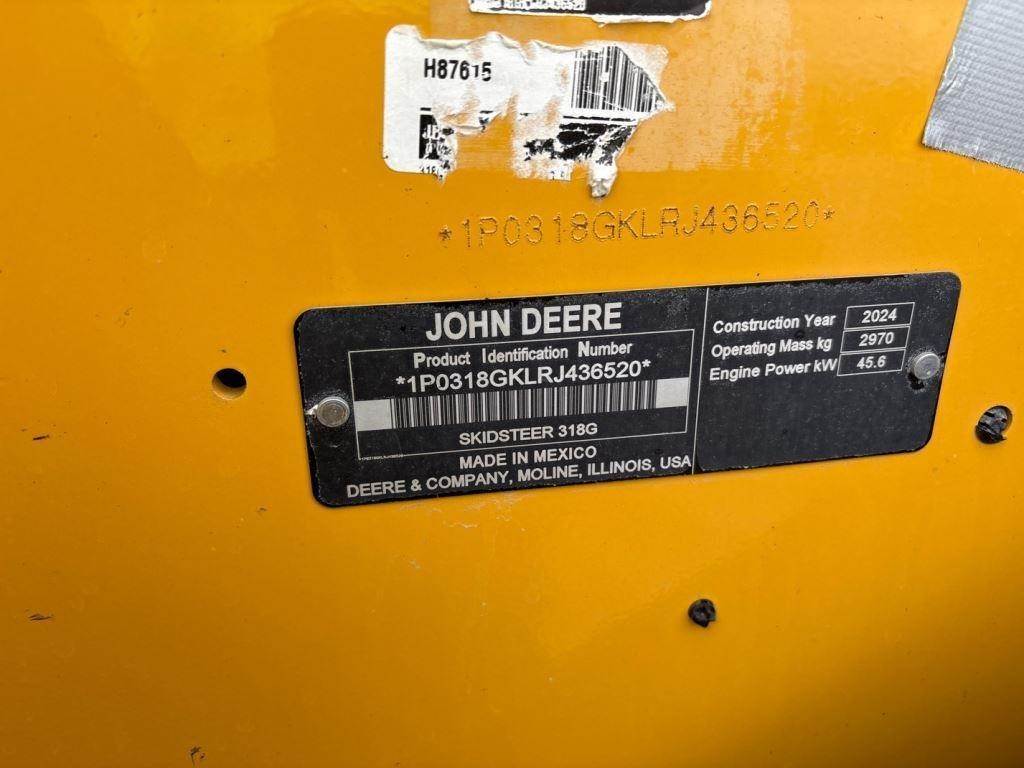 H87615
*1P0318GKLRJ436520*
JOHN DEERE
Product Identification Number
*1P0318GKLRJ436520*
SKIDSTEER 318G
MADE IN MEXICO
DEERE & COMPANY, MOLINE, ILLINOIS, USA
Construction Year 2024
Operating Mass kg 2970
Engine Power kW 45.6